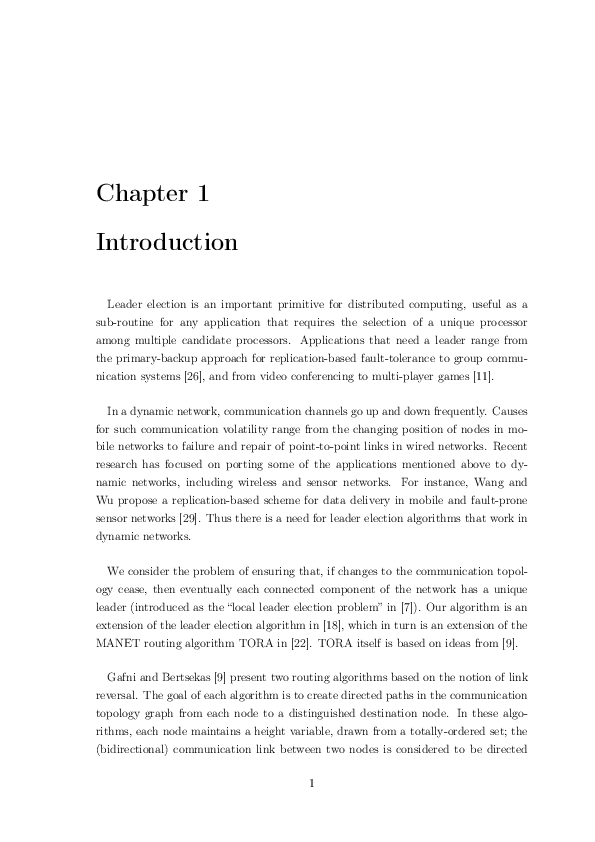 Chapter 1
Introduction
Leader election is an important primitive for distributed computing, useful as a
sub-routine for any application that requires the selection of a unique processor
among multiple candidate processors. Applications that need a leader range from
the primary-backup approach for replication-based fault-tolerance to group commu-
nication systems [26], and from video conferencing to multi-player games [11].
In a dynamic network, communication channels go up and down frequently. Causes
for such communication volatility range from the changing position of nodes in mo-
bile networks to failure and repair of point-to-point links in wired networks. Recent
research has focused on porting some of the applications mentioned above to dy-
namic networks, including wireless and sensor networks. For instance, Wang and
Wu propose a replication-based scheme for data delivery in mobile and fault-prone
sensor networks [29]. Thus there is a need for leader election algorithms that work in
dynamic networks.
We consider the problem of ensuring that, if changes to the communication topol-
ogy cease, then eventually each connected component of the network has a unique
leader (introduced as the “local leader election problem” in [7]). Our algorithm is an
extension of the leader election algorithm in [18], which in turn is an extension of the
MANET routing algorithm TORA in [22]. TORA itself is based on ideas from [9].
Gafni and Bertsekas [9] present two routing algorithms based on the notion of link
reversal. The goal of each algorithm is to create directed paths in the communication
topology graph from each node to a distinguished destination node. In these algo-
rithms, each node maintains a height variable, drawn from a totally-ordered set; the
(bidirectional) communication link between two nodes is considered to be directed
1